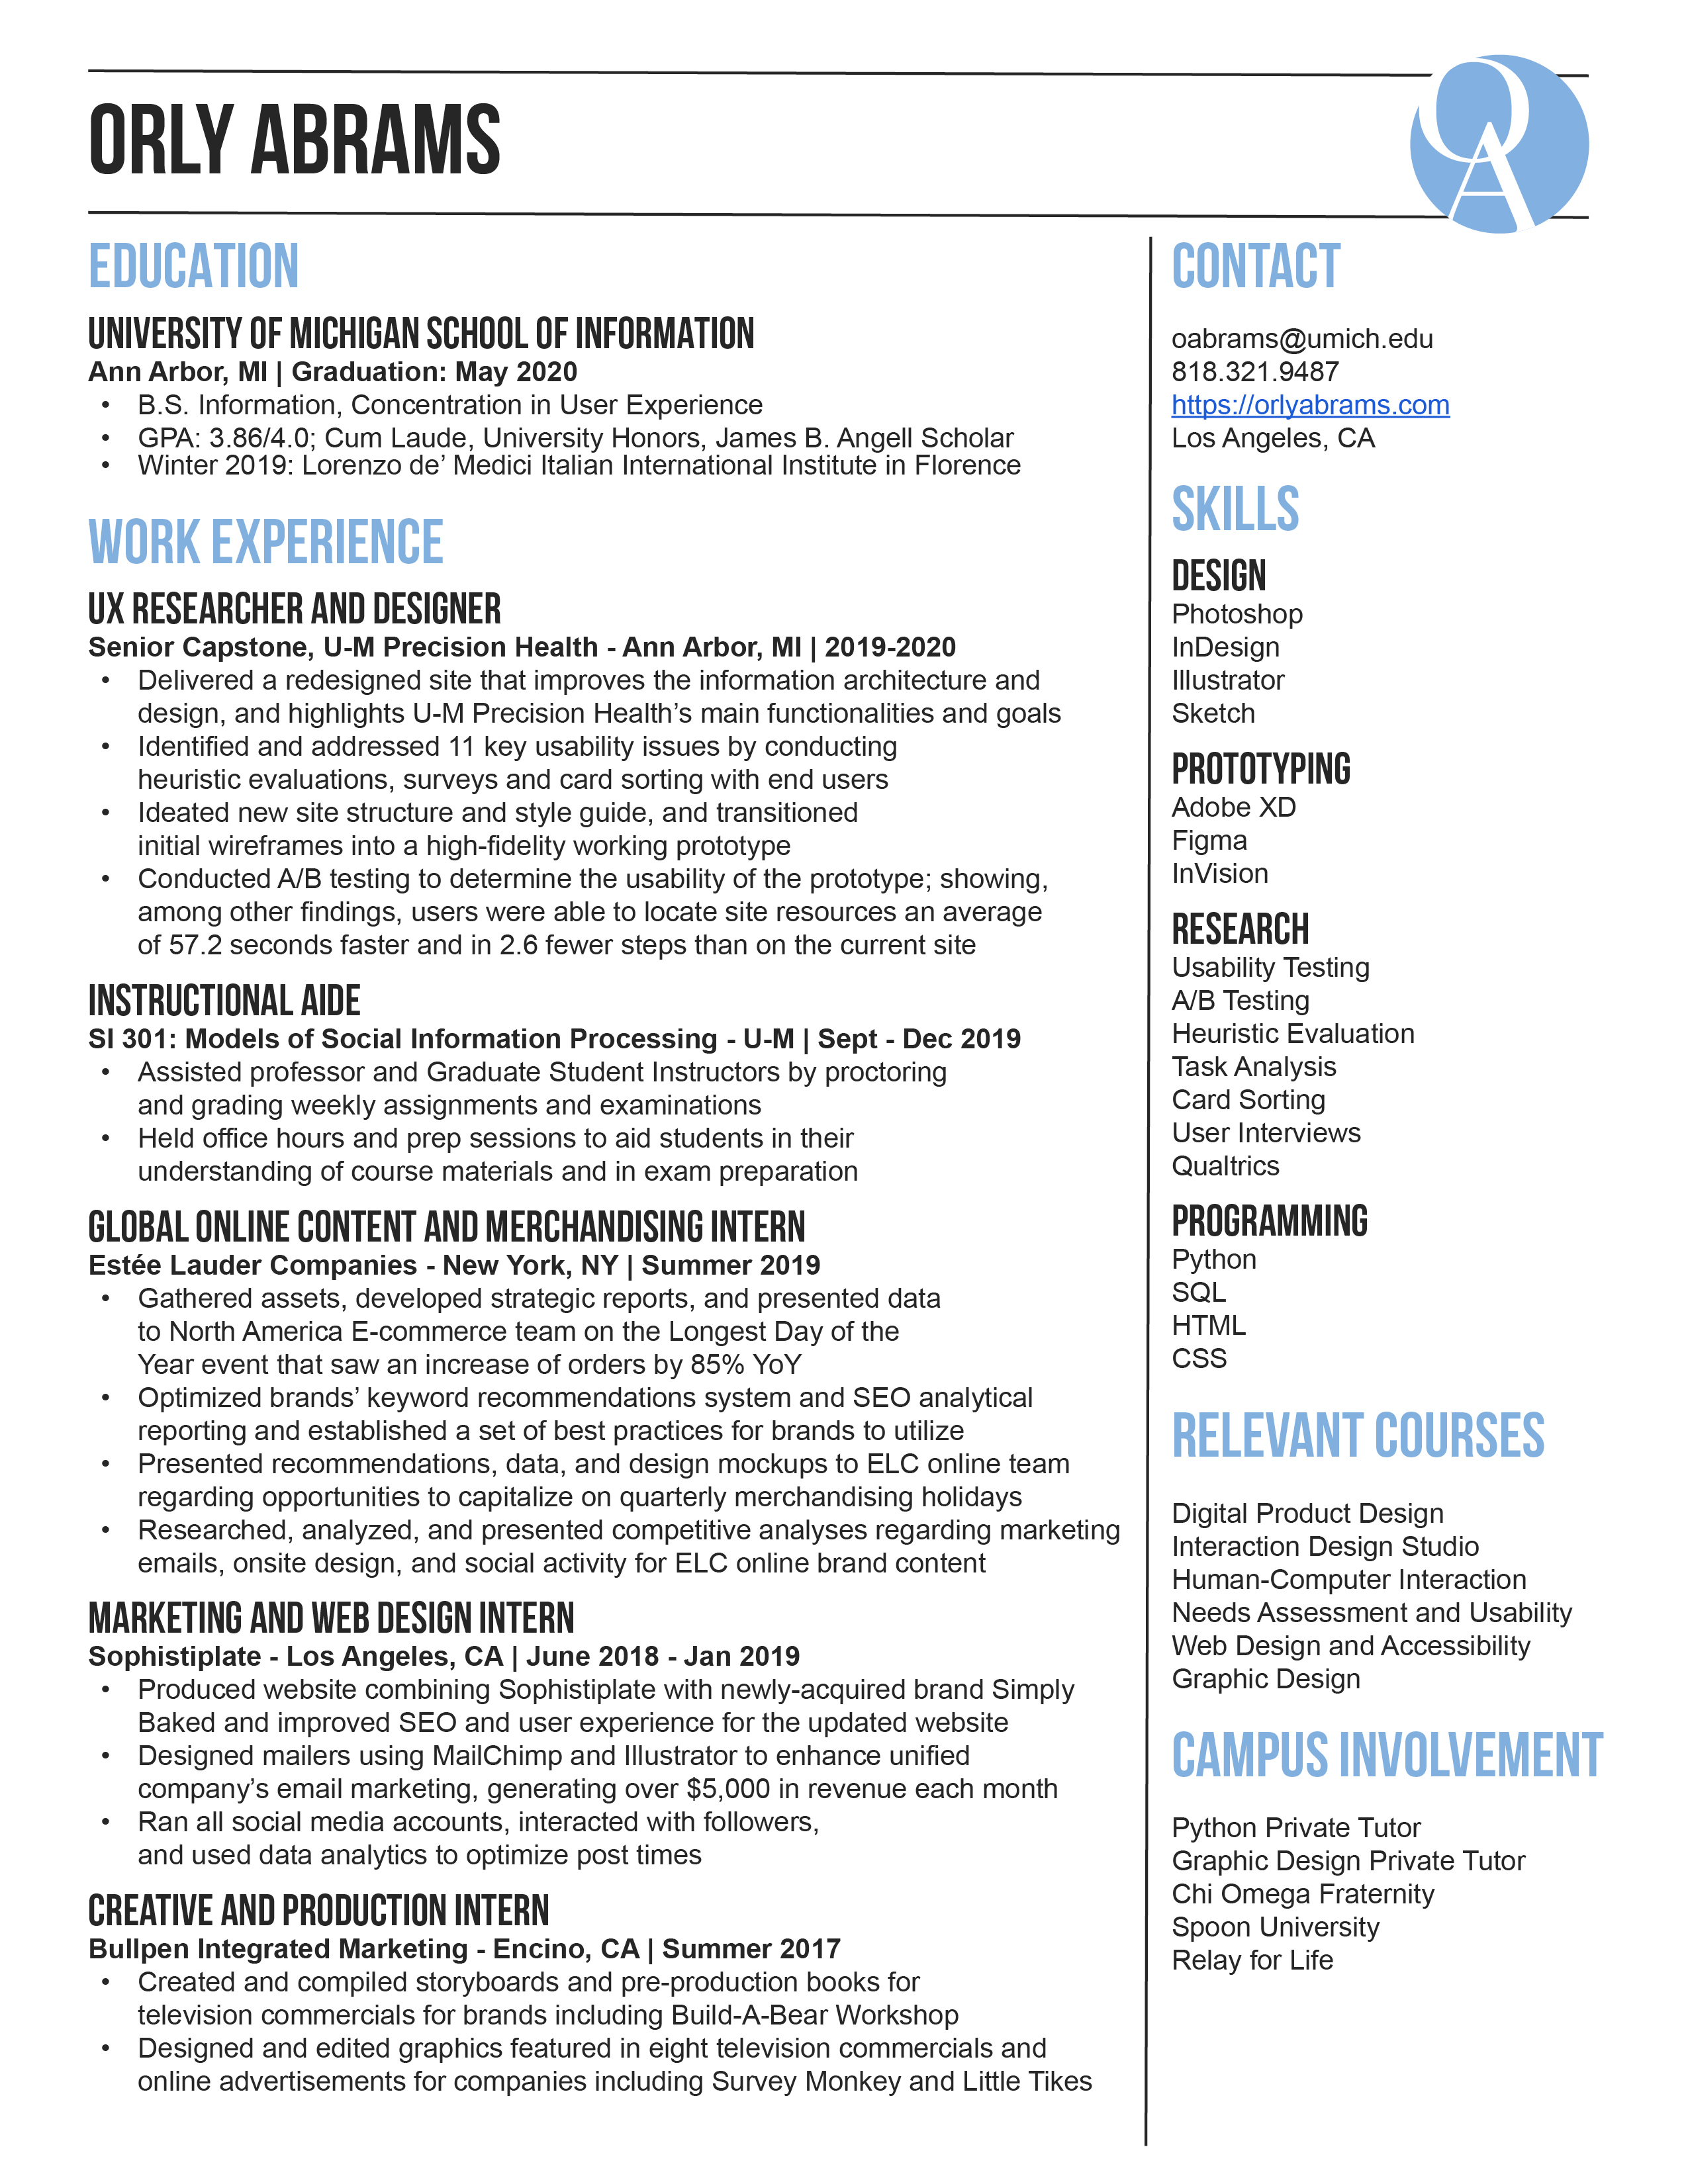 ORLY ABRAMS
OA
EDUCATION
UNIVERSITY OF MICHIGAN SCHOOL OF INFORMATION
Ann Arbor, MI | Graduation: May 2020
• B.S. Information, Concentration in User Experience
• GPA: 3.86/4.0; Cum Laude, University Honors, James B. Angell Scholar
• Winter 2019: Lorenzo de’ Medici Italian International Institute in Florence
WORK EXPERIENCE
UX RESEARCHER AND DESIGNER
Senior Capstone, U-M Precision Health - Ann Arbor, MI | 2019-2020
• Delivered a redesigned site that improves the information architecture and
design, and highlights U-M Precision Health’s main functionalities and goals
• Identified and addressed 11 key usability issues by conducting
heuristic evaluations, surveys and card sorting with end users
• Ideated new site structure and style guide, and transitioned
initial wireframes into a high-fidelity working prototype
• Conducted A/B testing to determine the usability of the prototype; showing,
among other findings, users were able to locate site resources an average
of 57.2 seconds faster and in 2.6 fewer steps than on the current site
INSTRUCTIONAL AIDE
SI 301: Models of Social Information Processing - U-M | Sept - Dec 2019
• Assisted professor and Graduate Student Instructors by proctoring
and grading weekly assignments and examinations
• Held office hours and prep sessions to aid students in their
understanding of course materials and in exam preparation
GLOBAL ONLINE CONTENT AND MERCHANDISING INTERN
Estée Lauder Companies - New York, NY | Summer 2019
• Gathered assets, developed strategic reports, and presented data
to North America E-commerce team on the Longest Day of the
Year event that saw an increase of orders by 85% YoY
• Optimized brands’ keyword recommendations system and SEO analytical
reporting and established a set of best practices for brands to utilize
• Presented recommendations, data, and design mockups to ELC online team
regarding opportunities to capitalize on quarterly merchandising holidays
• Researched, analyzed, and presented competitive analyses regarding marketing
emails, onsite design, and social activity for ELC online brand content
MARKETING AND WEB DESIGN INTERN
Sophistiplate - Los Angeles, CA | June 2018 - Jan 2019
• Produced website combining Sophistiplate with newly-acquired brand Simply
Baked and improved SEO and user experience for the updated website
• Designed mailers using MailChimp and Illustrator to enhance unified
company’s email marketing, generating over $5,000 in revenue each month
• Ran all social media accounts, interacted with followers,
and used data analytics to optimize post times
CREATIVE AND PRODUCTION INTERN
Bullpen Integrated Marketing - Encino, CA | Summer 2017
• Created and compiled storyboards and pre-production books for
television commercials for brands including Build-A-Bear Workshop
• Designed and edited graphics featured in eight television commercials and
online advertisements for companies including Survey Monkey and Little Tikes
CONTACT
oabrams@umich.edu
818.321.9487
https://orlyabrams.com
Los Angeles, CA
SKILLS
DESIGN
Photoshop
InDesign
Illustrator
Sketch
PROTOTYPING
Adobe XD
Figma
InVision
RESEARCH
Usability Testing
A/B Testing
Heuristic Evaluation
Task Analysis
Card Sorting
User Interviews
Qualtrics
PROGRAMMING
Python
SQL
HTML
CSS
RELEVANT COURSES
Digital Product Design
Interaction Design Studio
Human-Computer Interaction
Needs Assessment and Usability
Web Design and Accessibility
Graphic Design
CAMPUS INVOLVEMENT
Python Private Tutor
Graphic Design Private Tutor
Chi Omega Fraternity
Spoon University
Relay for Life